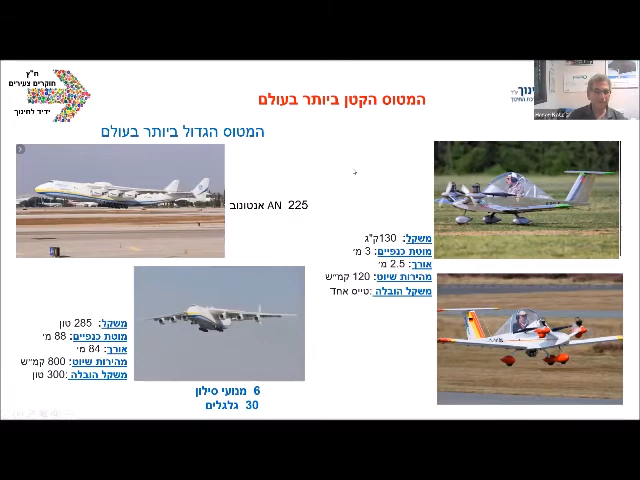 ח"ץ
חוקרים צעירים
ידיד לחינוך
המטוס הקטן ביותר בעולם
המטוס הגדול ביותר בעולם
אנטונוב AN 225
משקל: 130ק"ג
מוטת כנפיים: 3 מ׳
אורך: 2.5 מ׳
מהירות שיוט: 120 קמ"ש
משקל הובלה: טייס אחד
משקל: 285 טון
מוטת כנפיים: 88 מ׳
אורך: 84 מ׳
מהירות שיוט: 800 קמ"ש
משקל הובלה: 300 טון
6 מנועי סילון
30 גלגלים